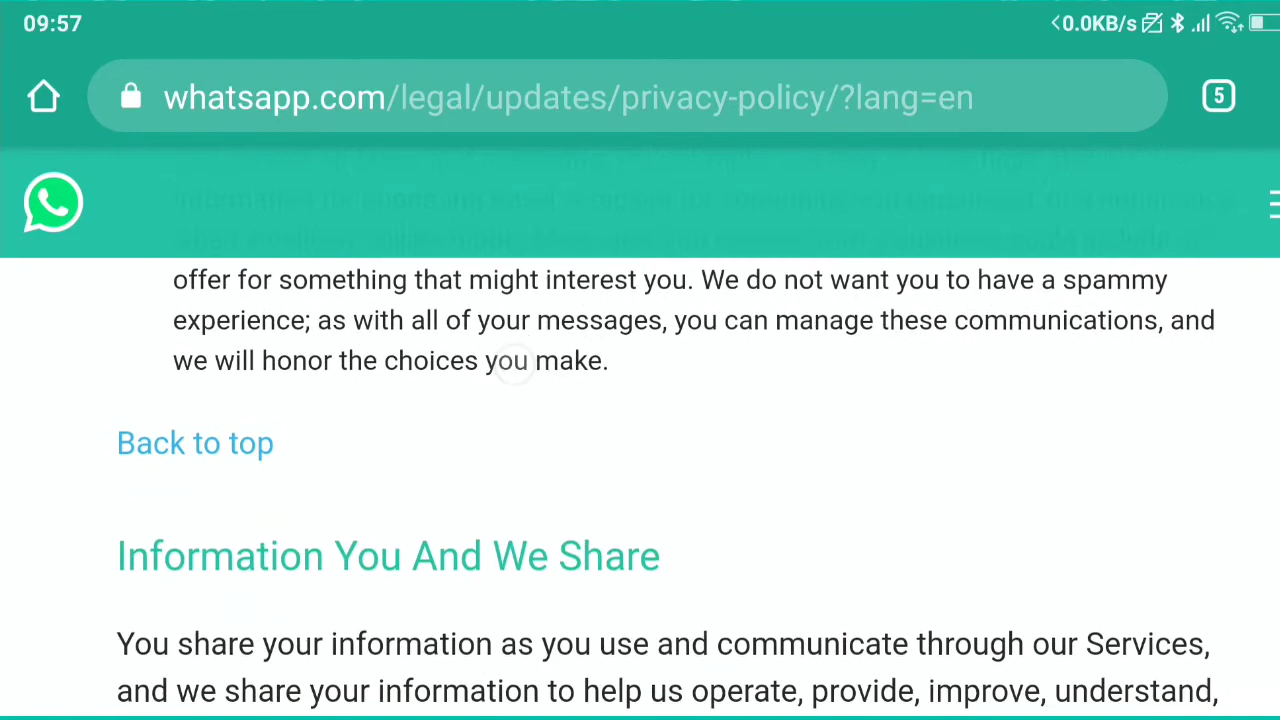 09:57
<0.0KB/s
whatsapp.com/legal/updates/privacy-policy/?lang=en
5
offer for something that might interest you. We do not want you to have a spammy
experience; as with all of your messages, you can manage these communications, and
we will honor the choices you make.
Back to top
Information You And We Share
You share your information as you use and communicate through our Services,
and we share your information to help us operate, provide, improve, understand,